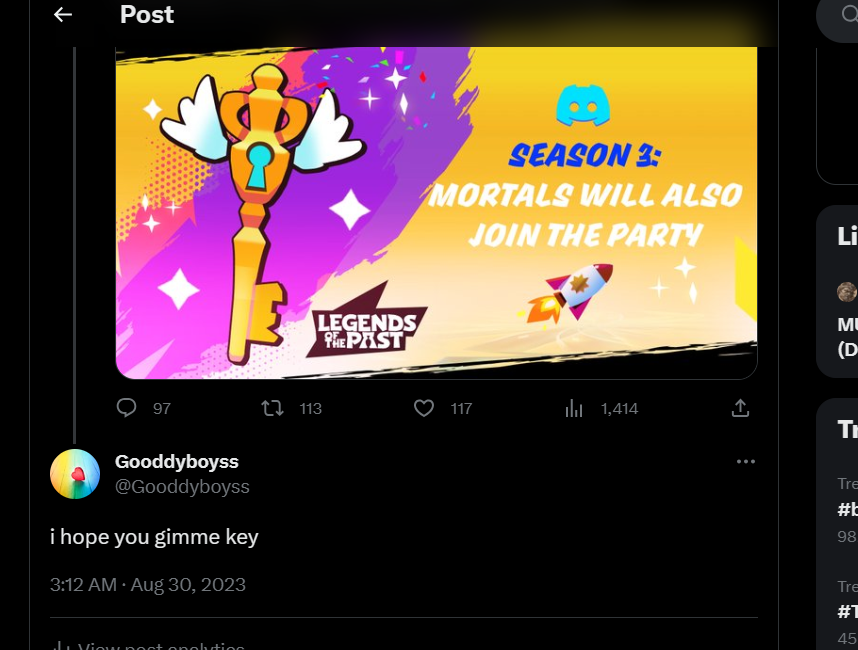 Post
SEASON 3:
MORTALS WILL ALSO
JOIN THE PARTY
LEGENDS
OF THE PAST
97 113 117 1,414
Gooddyboyss
@Gooddyboyss
i hope you gimme key
3:12 AM · Aug 30, 2023
View post analytics
Li
MU
(D
Tr
Tre
#b
98
Tre
#T
45